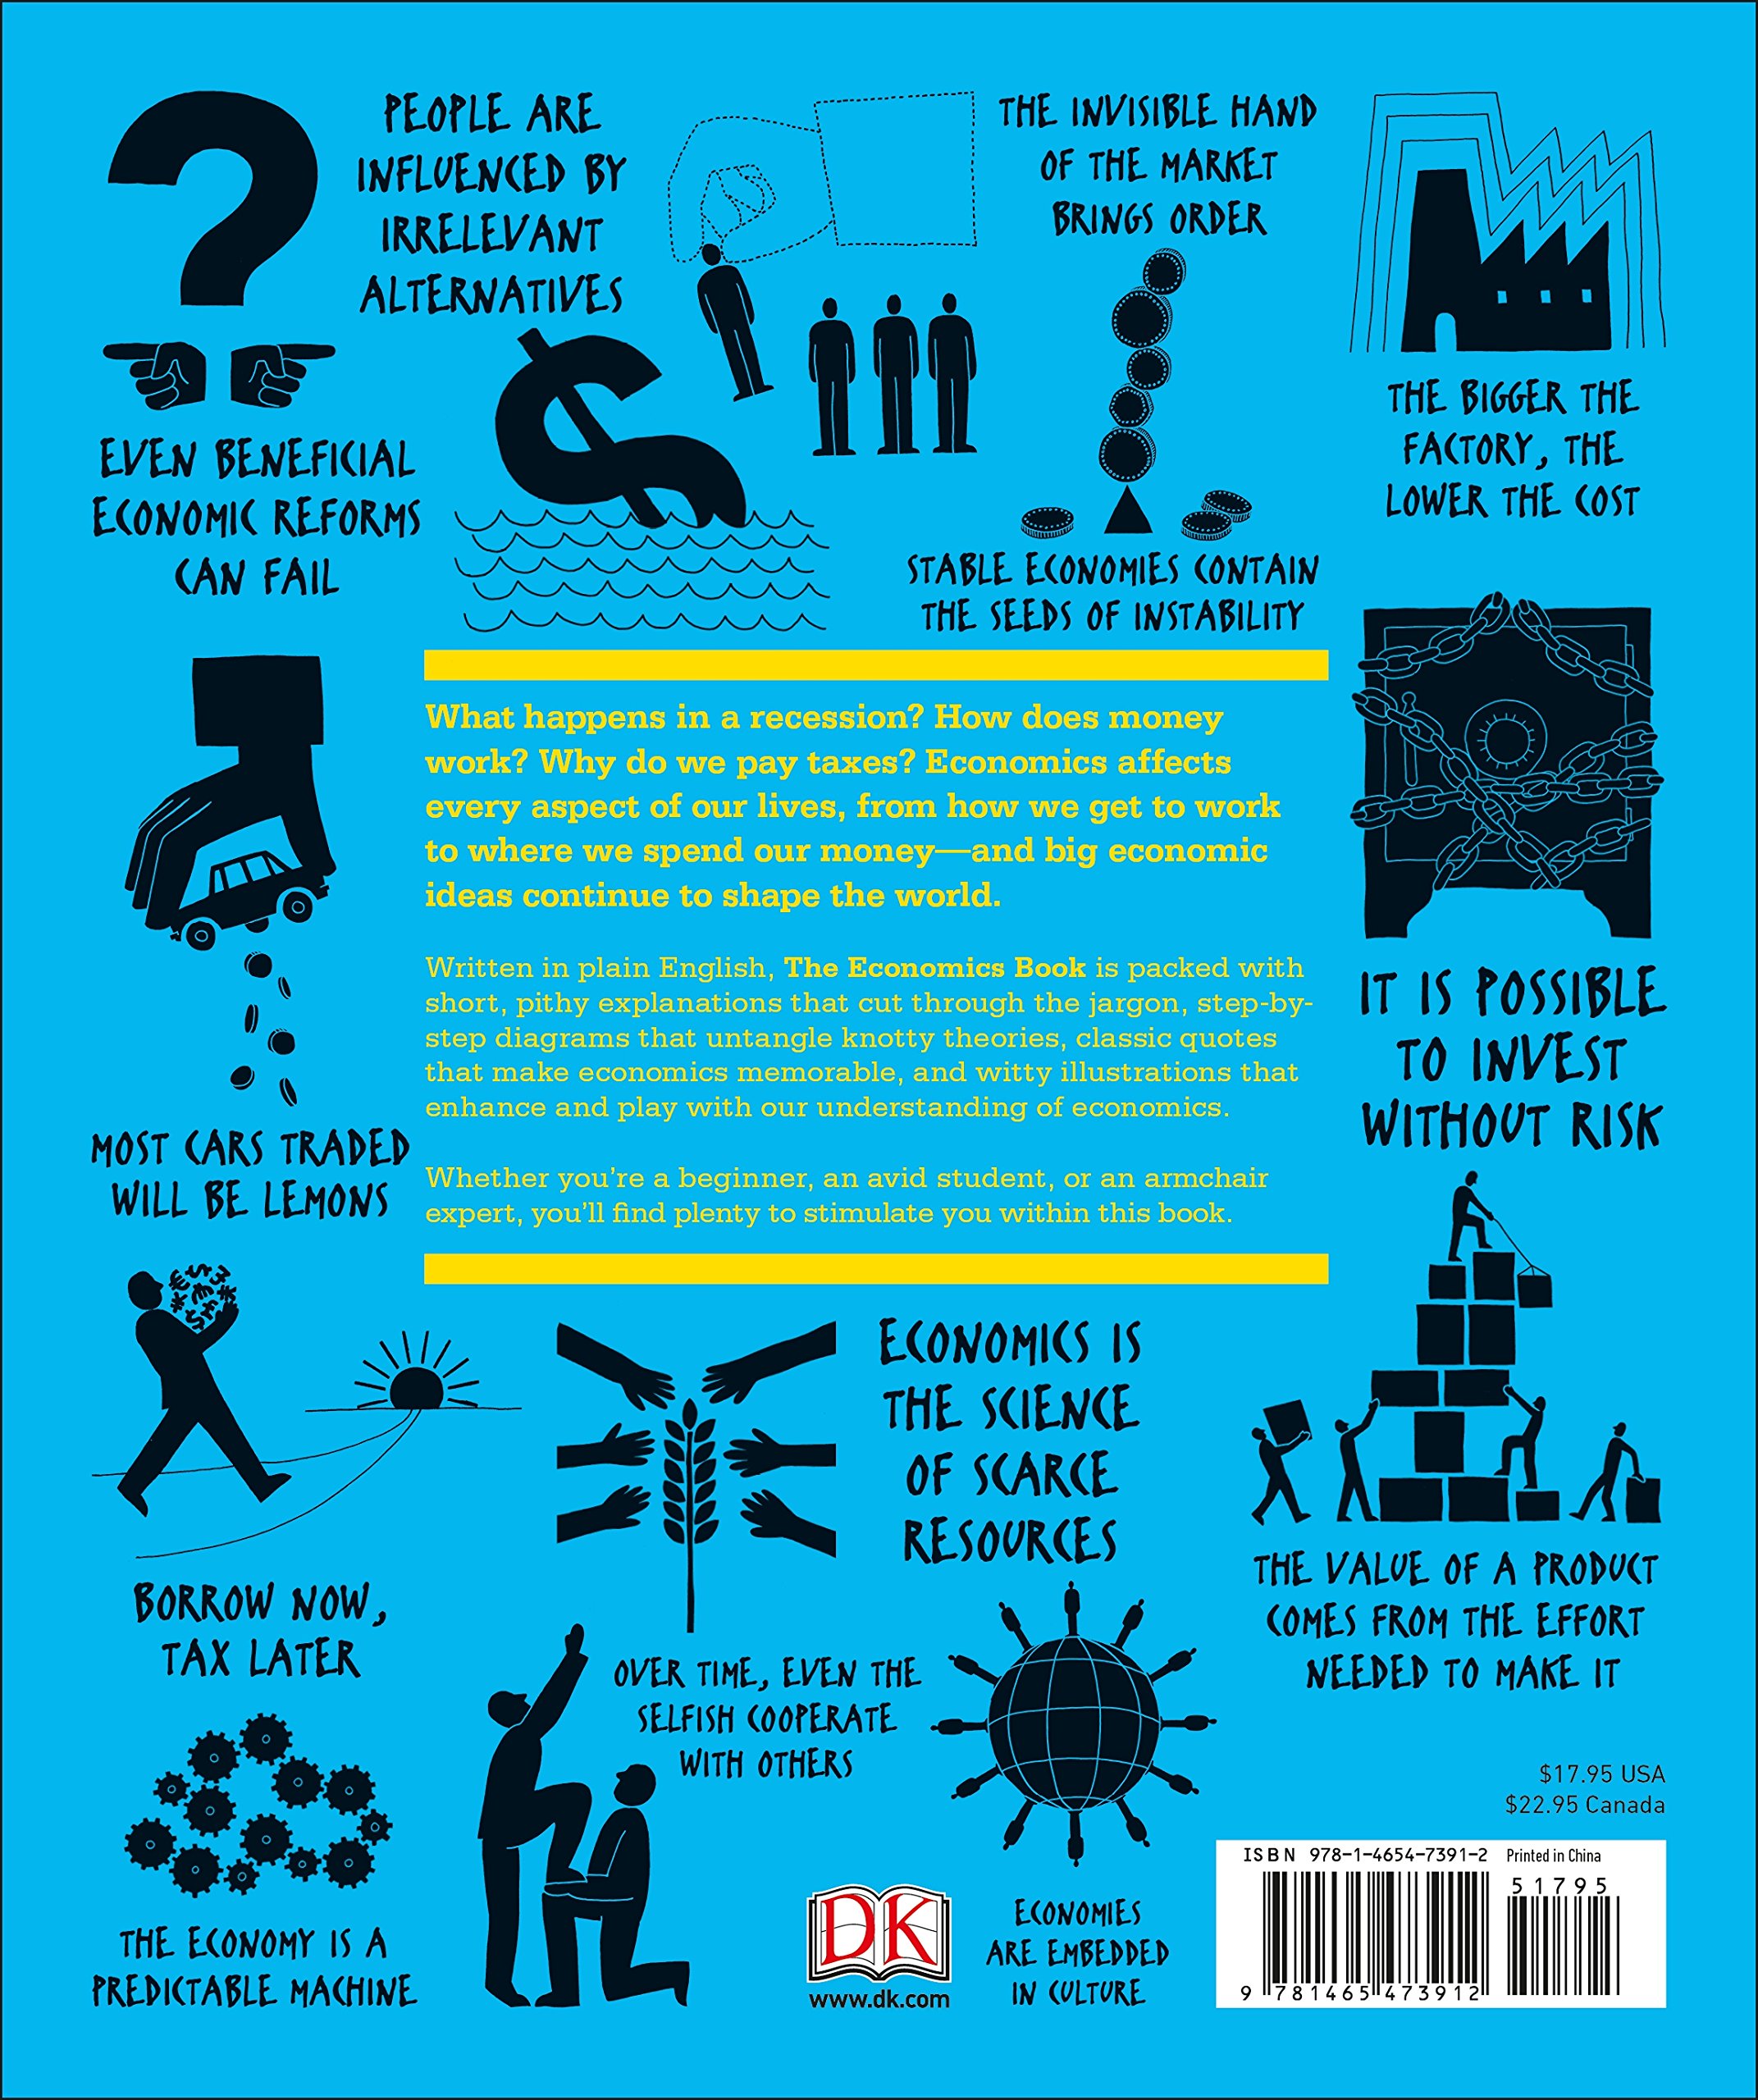 PEOPLE ARE
INFLUENCED BY
IRRELEVANT
ALTERNATIVES
THE INVISIBLE HAND
OF THE MARKET
BRINGS ORDER
THE BIGGER THE
FACTORY, THE
LOWER THE COST
EVEN BENEFICIAL
ECONOMIC REFORMS
CAN FAIL
STABLE ECONOMIES CONTAIN
THE SEEDS OF INSTABILITY
What happens in a recession? How does money
work? Why do we pay taxes? Economics affects
every aspect of our lives, from how we get to work
to where we spend our money—and big economic
ideas continue to shape the world.
Written in plain English, The Economics Book is packed with
short, pithy explanations that cut through the jargon, step-by-
step diagrams that untangle knotty theories, classic quotes
that make economics memorable, and witty illustrations that
enhance and play with our understanding of economics.
Whether you're a beginner, an avid student, or an armchair
expert, you'll find plenty to stimulate you within this book.
IT IS POSSIBLE
TO INVEST
WITHOUT RISK
MOST CARS TRADED
WILL BE LEMONS
ECONOMICS IS
THE SCIENCE
OF SCARCE
RESOURCES
THE VALUE OF A PRODUCT
COMES FROM THE EFFORT
NEEDED TO MAKE IT
BORROW NOW,
TAX LATER
OVER TIME, EVEN THE
SELFISH COOPERATE
WITH OTHERS
THE ECONOMY IS A
PREDICTABLE MACHINE
DK
www.dk.com
ECONOMIES
ARE EMBEDDED
IN CULTURE
$17.95 USA
$22.95 Canada
ISBN 978-1-4654-7391-2 Printed in China
51795
9 781465 473912